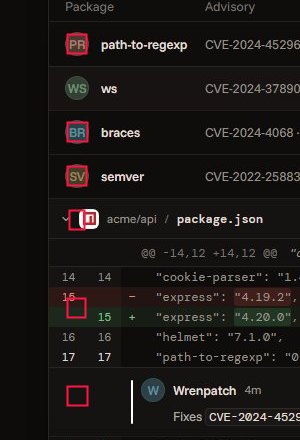 Package Advisory
PR path-to-regexp CVE-2024-45296
WS ws CVE-2024-37890
BR braces CVE-2024-4068 ·
SV semver CVE-2022-25883
acme/api / package.json
@@ -14,12 +14,12 @@ "d
14 14 "cookie-parser": "1.
15 − "express": "4.19.2",
15 + "express": "4.20.0",
16 16 "helmet": "7.1.0",
17 17 "path-to-regexp": "0
W Wrenpatch 4m
Fixes CVE-2024-4529